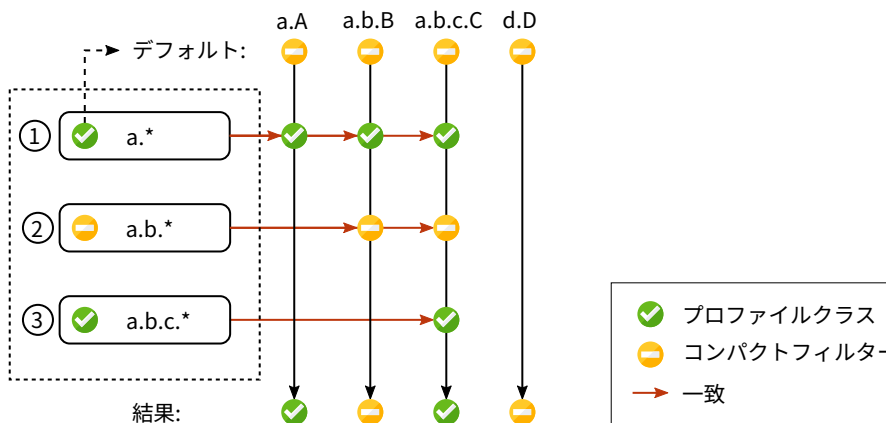 a.A a.b.B a.b.c.C d.D
デフォルト:
1 a.*
2 a.b.*
3 a.b.c.*
結果:
プロファイルクラス
コンパクトフィルター
一致